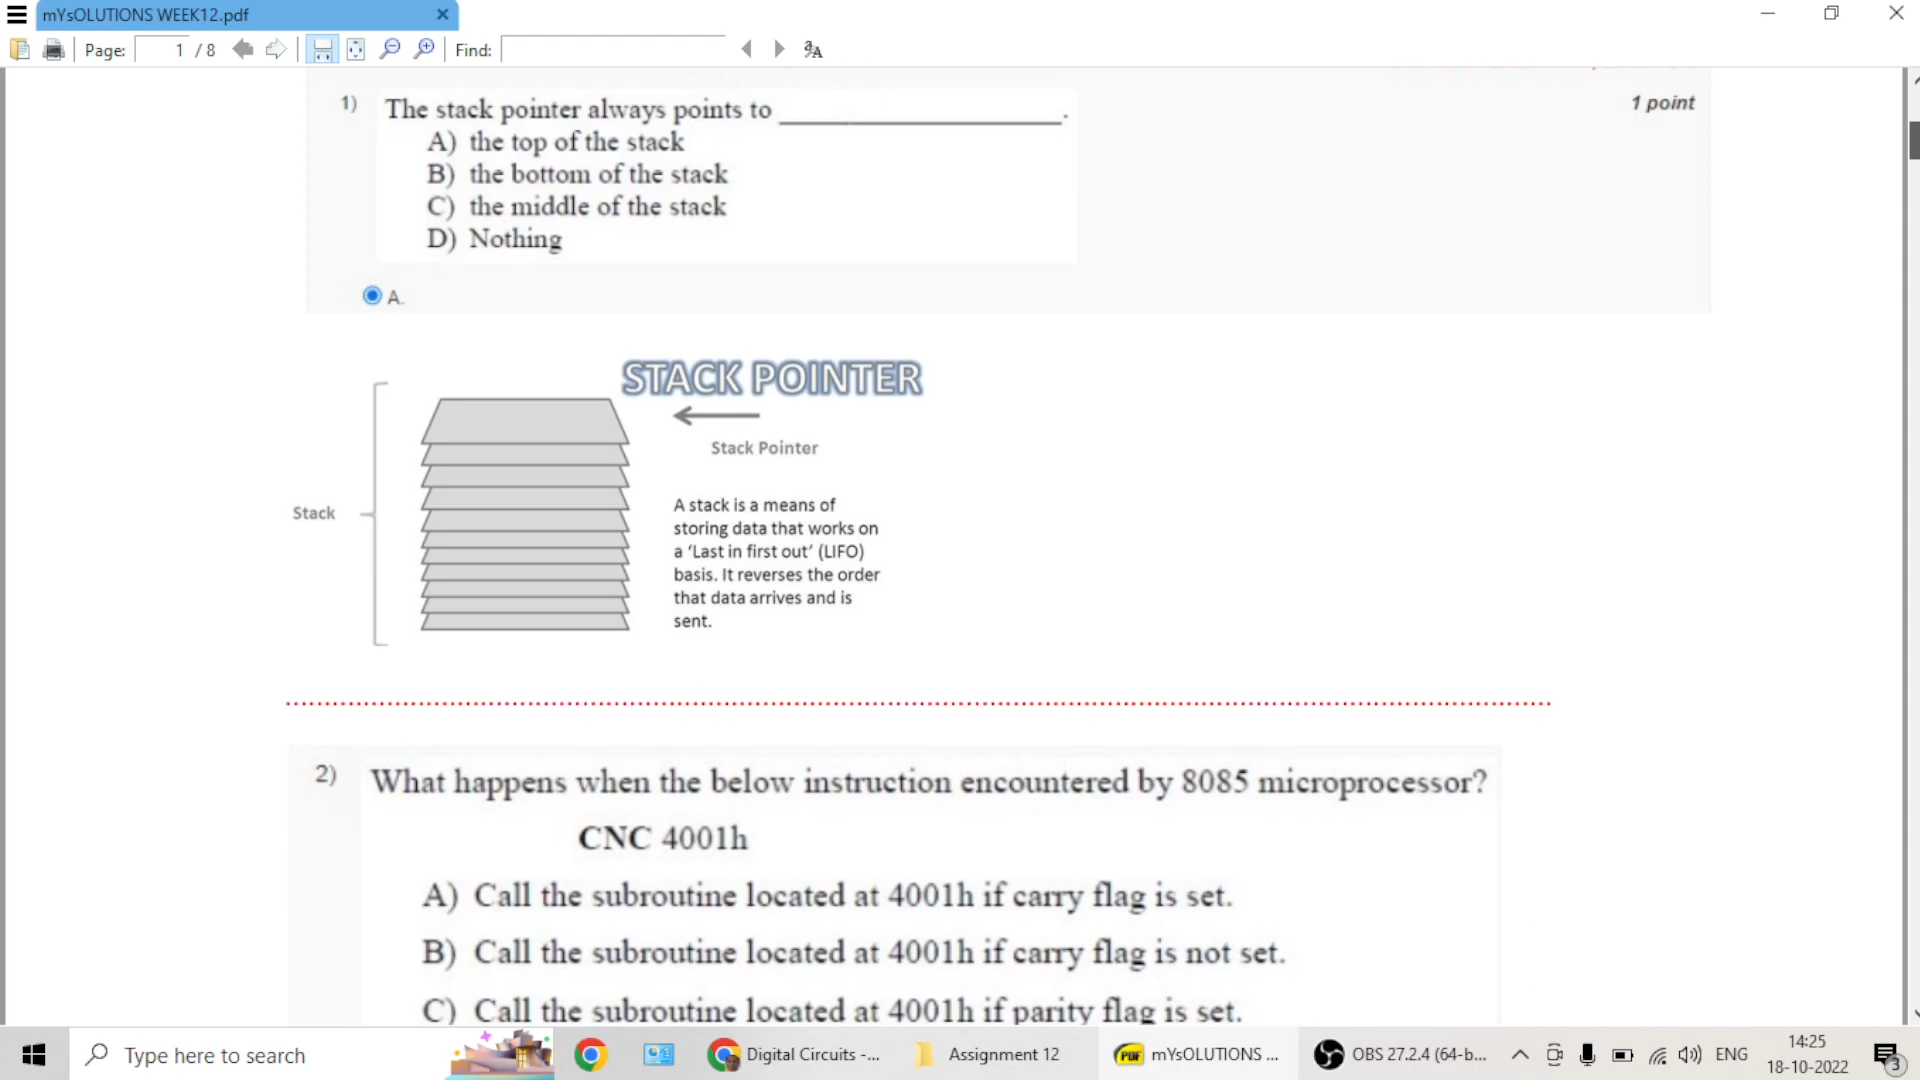 mYsOLUTIONS WEEK12.pdf
Page: 1 / 8 Find:
1) The stack pointer always points to ____________________. 1 point
A) the top of the stack
B) the bottom of the stack
C) the middle of the stack
D) Nothing
A.
STACK POINTER
Stack Pointer
Stack
A stack is a means of
storing data that works on
a ‘Last in first out’ (LIFO)
basis. It reverses the order
that data arrives and is
sent.
2) What happens when the below instruction encountered by 8085 microprocessor?
CNC 4001h
A) Call the subroutine located at 4001h if carry flag is set.
B) Call the subroutine located at 4001h if carry flag is not set.
C) Call the subroutine located at 4001h if parity flag is set.
Type here to search Digital Circuits -... Assignment 12 PDF mYsOLUTIONS ... OBS 27.2.4 (64-b... ENG 14:25
18-10-2022 3